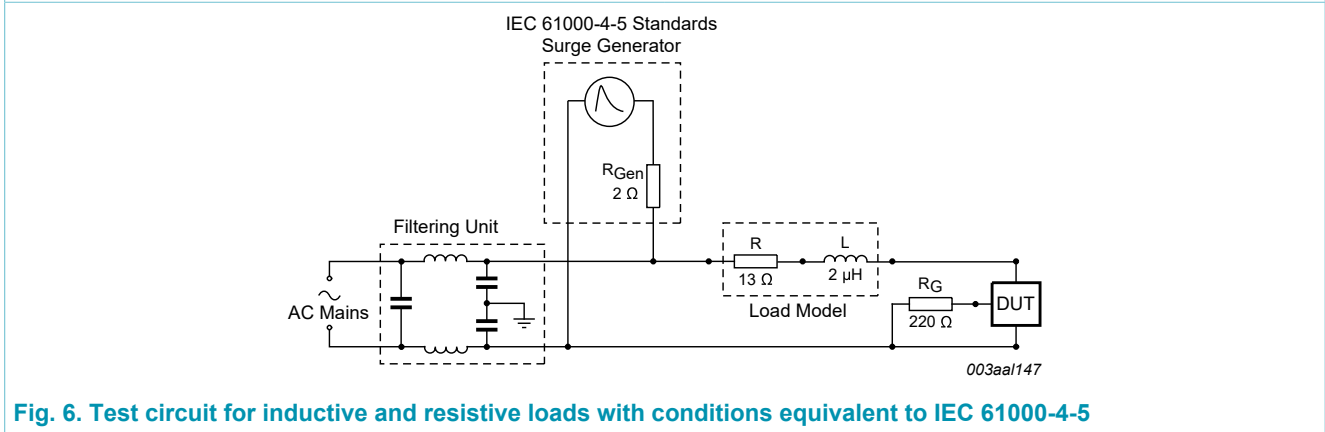 IEC 61000-4-5 Standards
Surge Generator
RGen
2 Ω
Filtering Unit
AC Mains
R
13 Ω
L
2 μH
Load Model
RG
220 Ω
DUT
003aal147
Fig. 6. Test circuit for inductive and resistive loads with conditions equivalent to IEC 61000-4-5